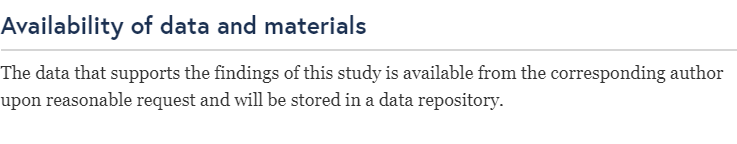 Availability of data and materials
The data that supports the findings of this study is available from the corresponding author
upon reasonable request and will be stored in a data repository.